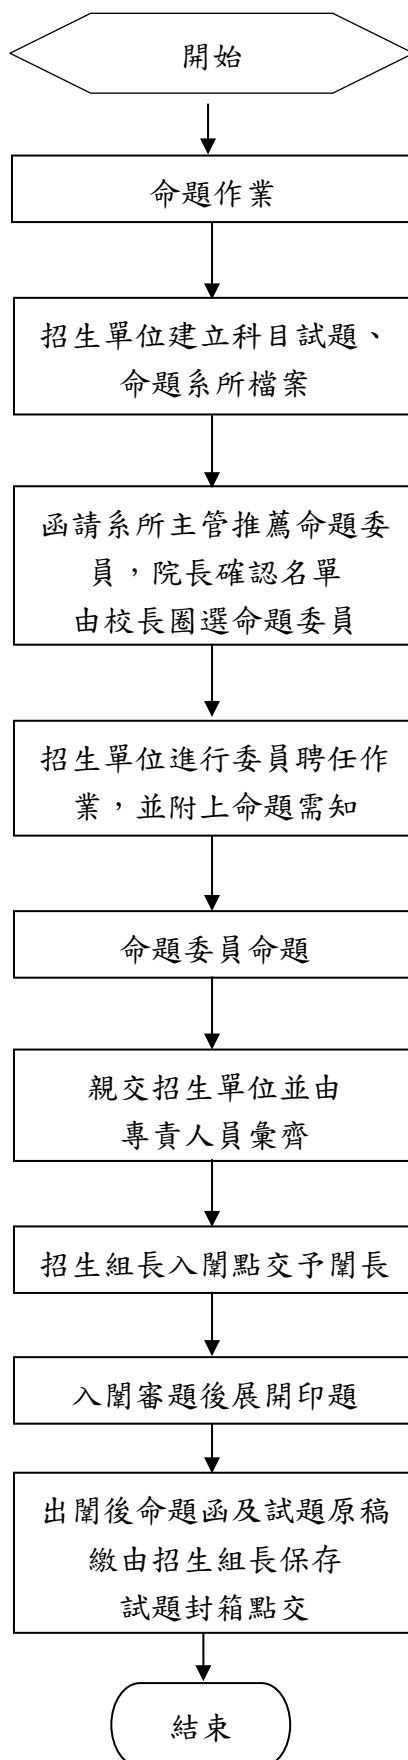 開始
命題作業
招生單位建立科目試題、
命題系所檔案
函請系所主管推薦命題委
員，院長確認名單
由校長圈選命題委員
招生單位進行委員聘任作
業，並附上命題需知
命題委員命題
親交招生單位並由
專責人員彙齊
招生組長入闈點交予闈長
入闈審題後展開印題
出闈後命題函及試題原稿
繳由招生組長保存
試題封箱點交
結束